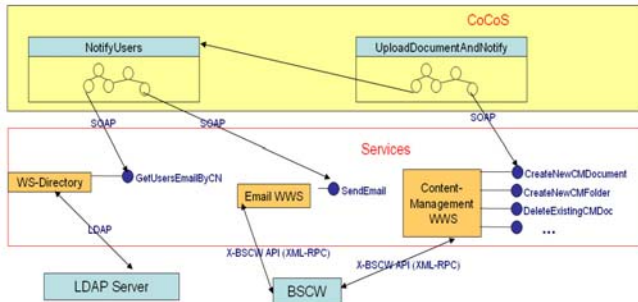 CoCoS
NotifyUsers
UploadDocumentAndNotify
SOAP
SOAP
SOAP
Services
WS-Directory
GetUsersEmailByCN
Email WWS
SendEmail
Content-
Management
WWS
CreateNewCMDocument
CreateNewCMFolder
DeleteExistingCMDoc
...
LDAP
X-BSCW API (XML-RPC)
X-BSCW API (XML-RPC)
LDAP Server
BSCW